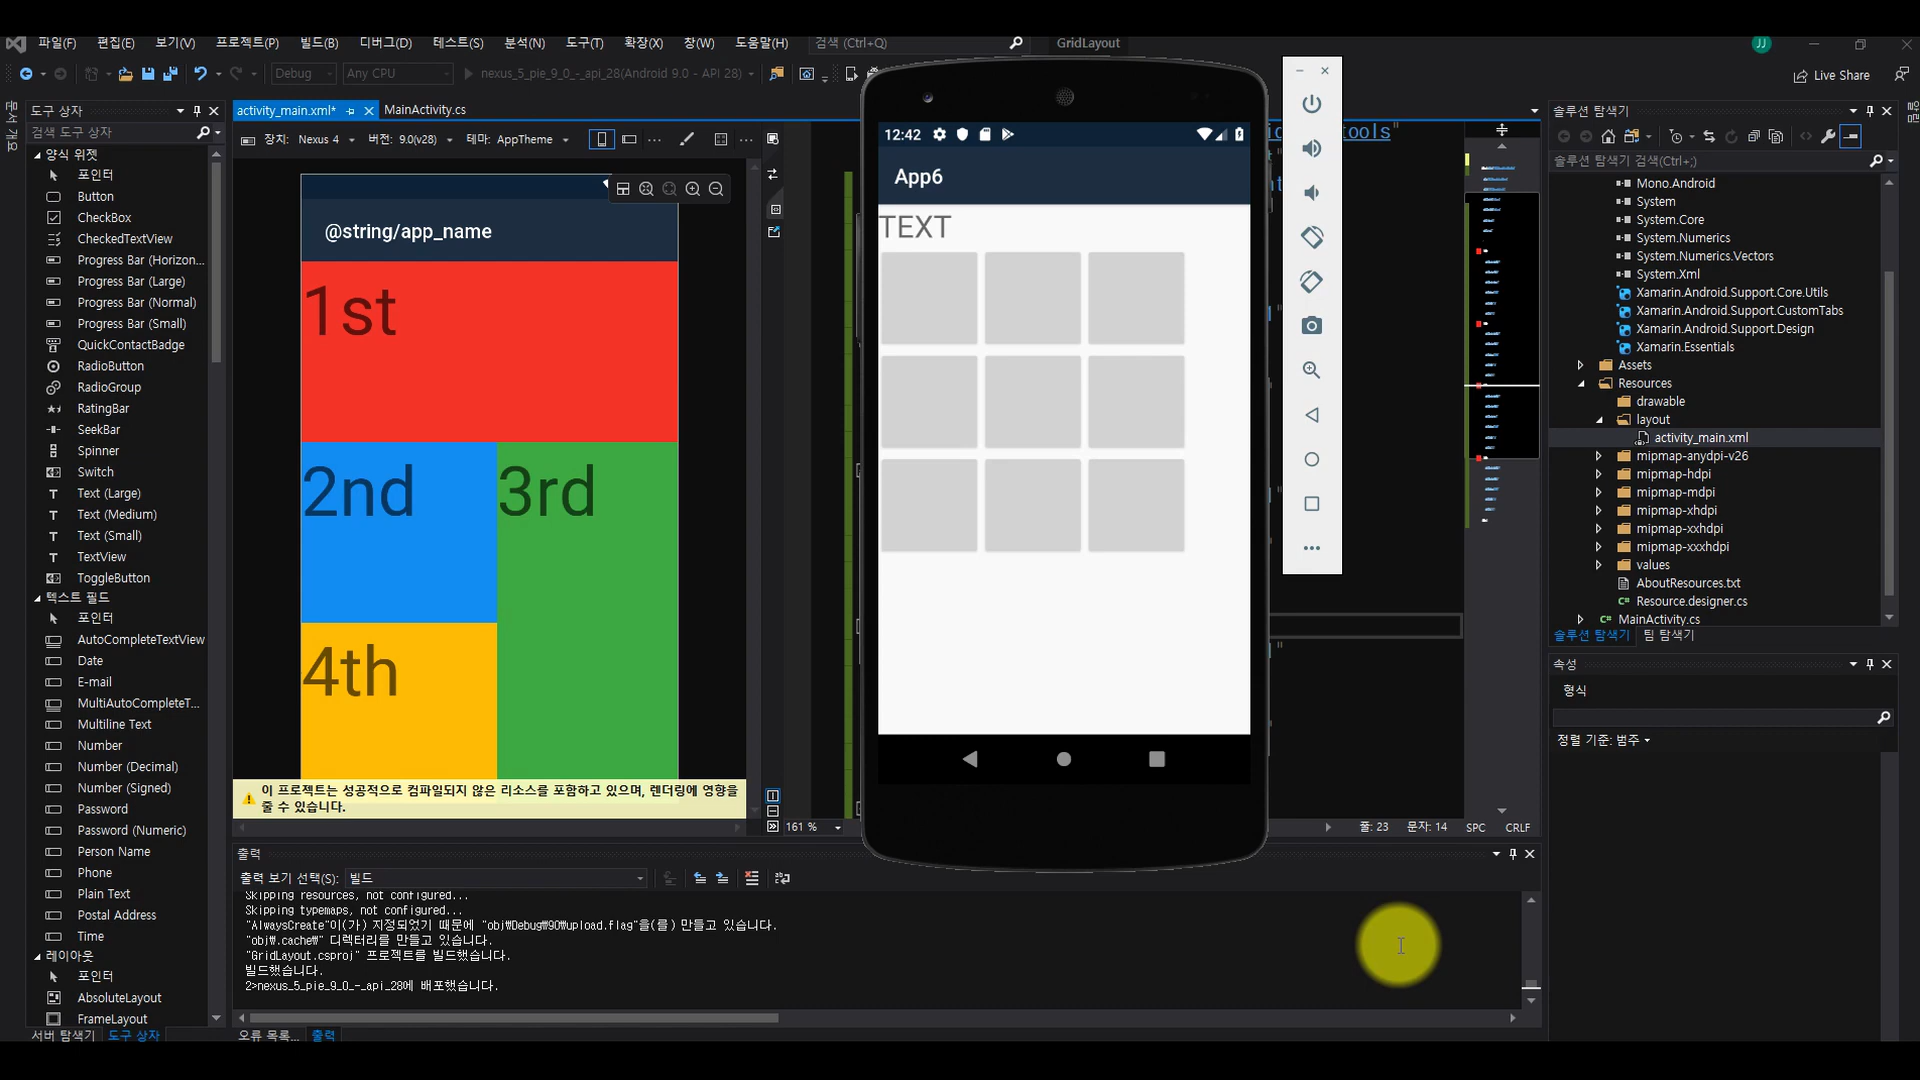 파일(F) 편집(E) 보기(V) 프로젝트(P) 빌드(B) 디버그(D) 테스트(S) 분석(N) 도구(T) 확장(X) 창(W) 도움말(H) 검색 (Ctrl+Q) GridLayout JJ
Debug Any CPU nexus_5_pie_9_0_-_api_28(Android 9.0 - API 28) Live Share
도구 상자
검색 도구 상자
양식 위젯
포인터
Button
CheckBox
CheckedTextView
Progress Bar (Horizon...
Progress Bar (Large)
Progress Bar (Normal)
Progress Bar (Small)
QuickContactBadge
RadioButton
RadioGroup
RatingBar
SeekBar
Spinner
Switch
Text (Large)
Text (Medium)
Text (Small)
TextView
ToggleButton
텍스트 필드
포인터
AutoCompleteTextView
Date
E-mail
MultiAutoCompleteT...
Multiline Text
Number
Number (Decimal)
Number (Signed)
Password
Password (Numeric)
Person Name
Phone
Plain Text
Postal Address
Time
레이아웃
포인터
AbsoluteLayout
FrameLayout
서버 탐색기 도구 상자
activity_main.xml* MainActivity.cs
장치: Nexus 4 버전: 9.0(v28) 테마: AppTheme
@string/app_name
1st
2nd 3rd
4th
이 프로젝트는 성공적으로 컴파일되지 않은 리소스를 포함하고 있으며, 렌더링에 영향을
줄 수 있습니다.
161 %
12:42
App6
TEXT
tools"
줄: 23 문자: 14 SPC CRLF
출력
출력 보기 선택(S): 빌드
Skipping resources, not configured...
Skipping typemaps, not configured...
"AlwaysCreate"이(가) 지정되었기 때문에 "obj₩Debug₩90₩upload.flag"을(를) 만들고 있습니다.
"obj₩.cache₩" 디렉터리를 만들고 있습니다.
"GridLayout.csproj" 프로젝트를 빌드했습니다.
빌드했습니다.
2>nexus_5_pie_9_0_-_api_28에 배포했습니다.
오류 목록... 출력
솔루션 탐색기
솔루션 탐색기 검색(Ctrl+;)
Mono.Android
System
System.Core
System.Numerics
System.Numerics.Vectors
System.Xml
Xamarin.Android.Support.Core.Utils
Xamarin.Android.Support.CustomTabs
Xamarin.Android.Support.Design
Xamarin.Essentials
Assets
Resources
drawable
layout
activity_main.xml
mipmap-anydpi-v26
mipmap-hdpi
mipmap-mdpi
mipmap-xhdpi
mipmap-xxhdpi
mipmap-xxxhdpi
values
AboutResources.txt
Resource.designer.cs
MainActivity.cs
솔루션 탐색기 팀 탐색기
속성
형식
정렬 기준: 범주